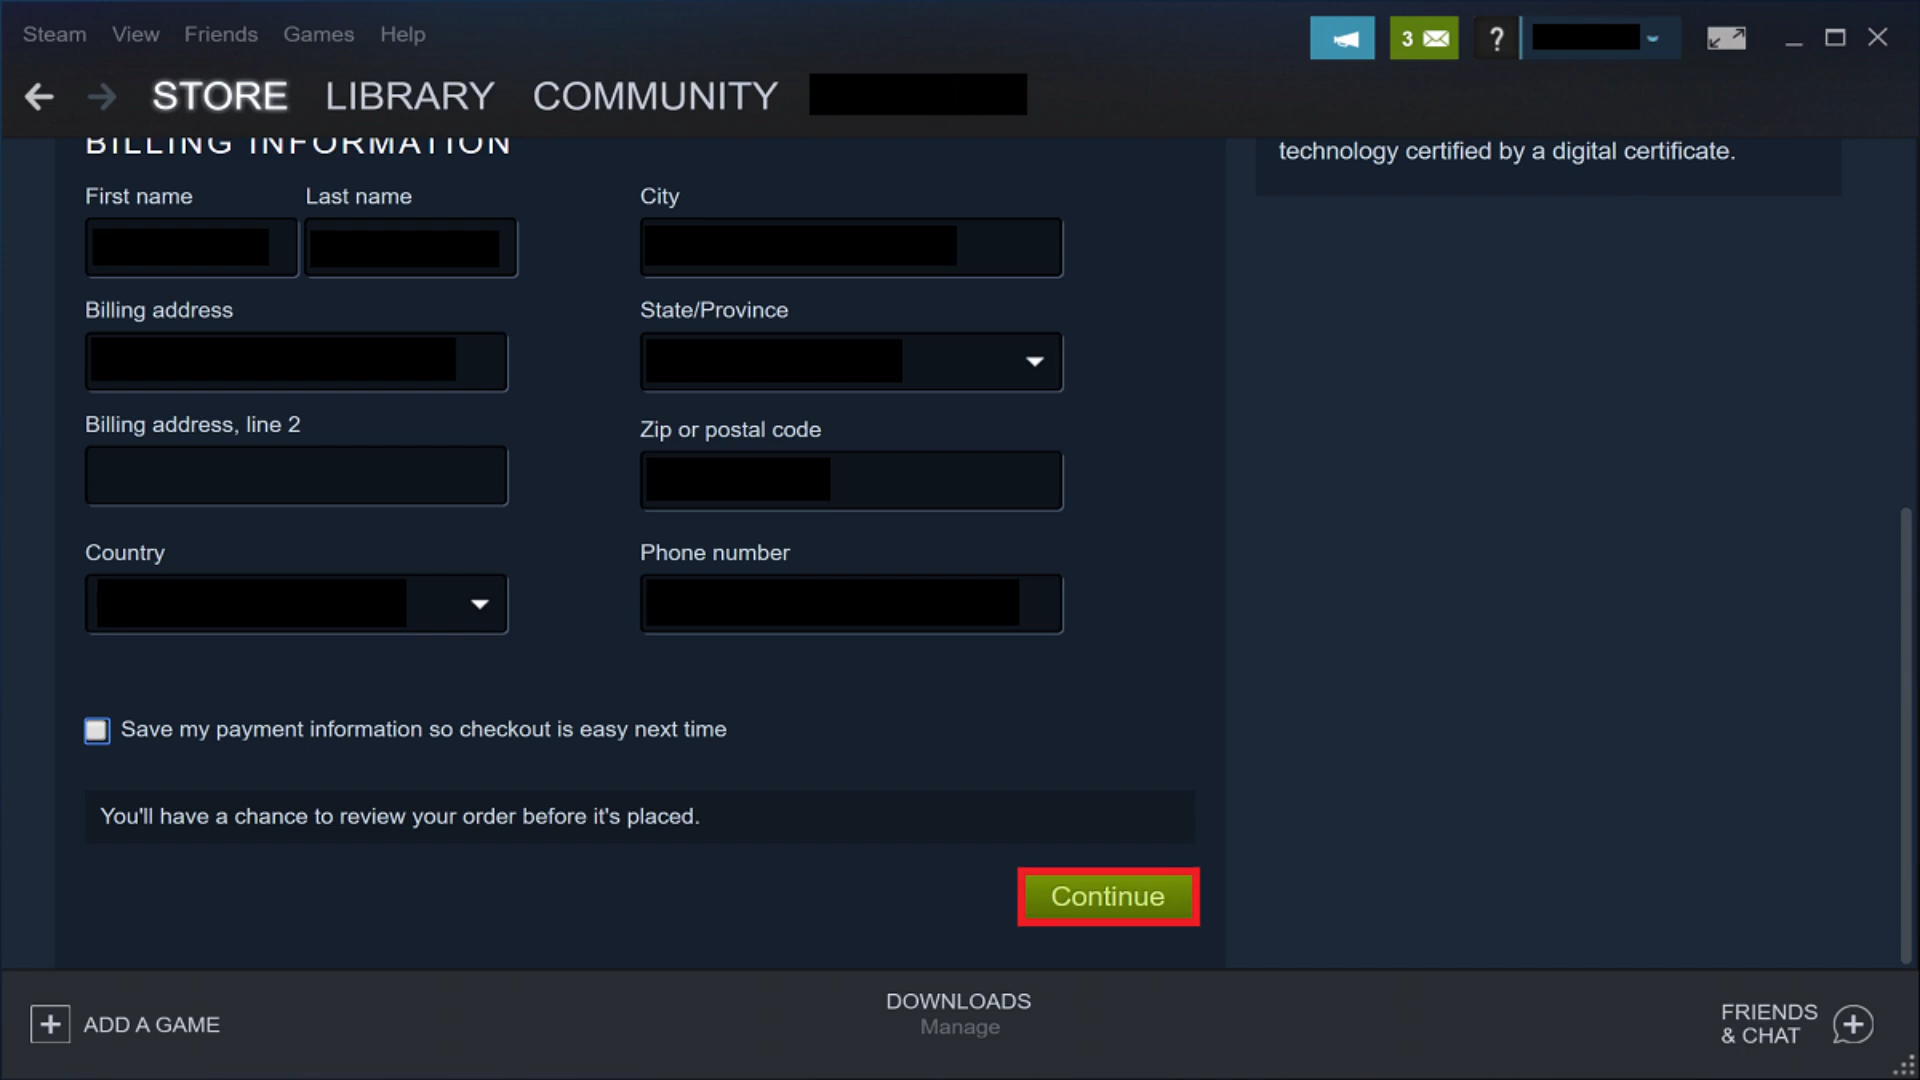 Steam View Friends Games Help
3 ?
STORE LIBRARY COMMUNITY
BILLING INFORMATION
technology certified by a digital certificate.
First name Last name City
Billing address State/Province
Billing address, line 2 Zip or postal code
Country Phone number
Save my payment information so checkout is easy next time
You'll have a chance to review your order before it's placed.
Continue
ADD A GAME
DOWNLOADS
Manage
FRIENDS
& CHAT